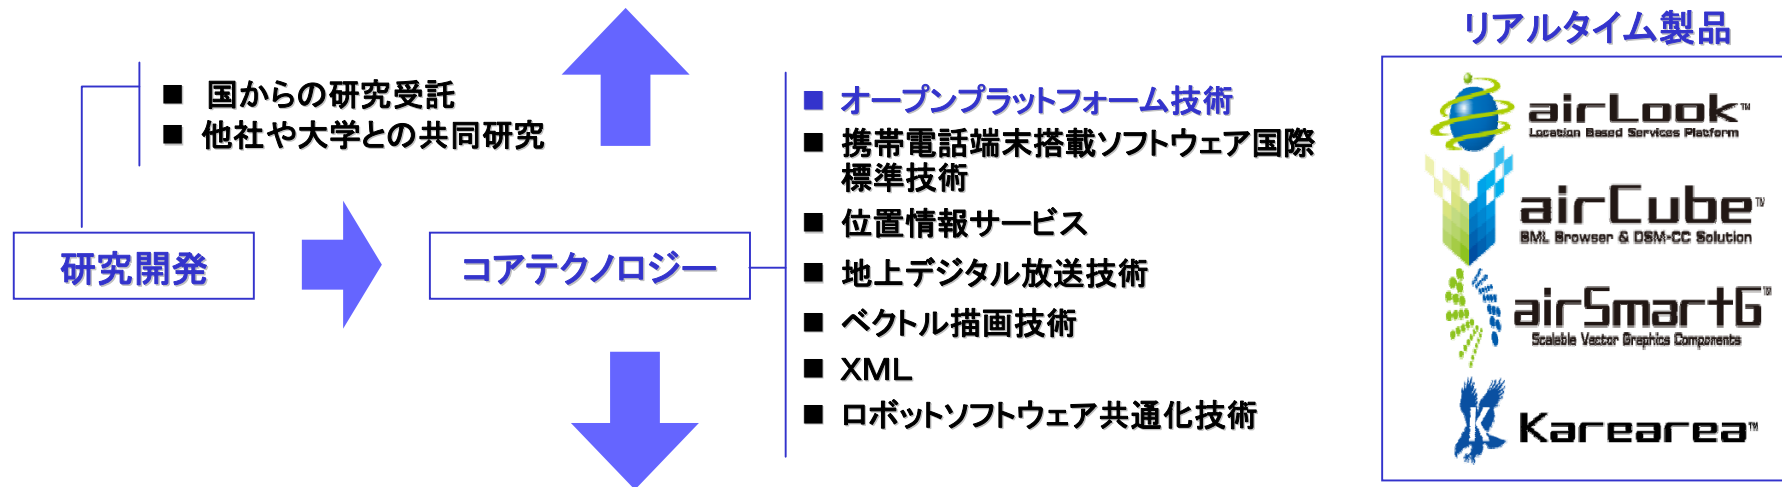 国からの研究受託
他社や大学との共同研究
研究開発
コアテクノロジー
オープンプラットフォーム技術
携帯電話端末搭載ソフトウェア国際
標準技術
位置情報サービス
地上デジタル放送技術
ベクトル描画技術
XML
ロボットソフトウェア共通化技術
リアルタイム製品
airLook™
Location Based Services Platform
airCube™
BML Browser & DSM-CC Solution
airSmartG™
Scalable Vector Graphics Components
K
Karearea™